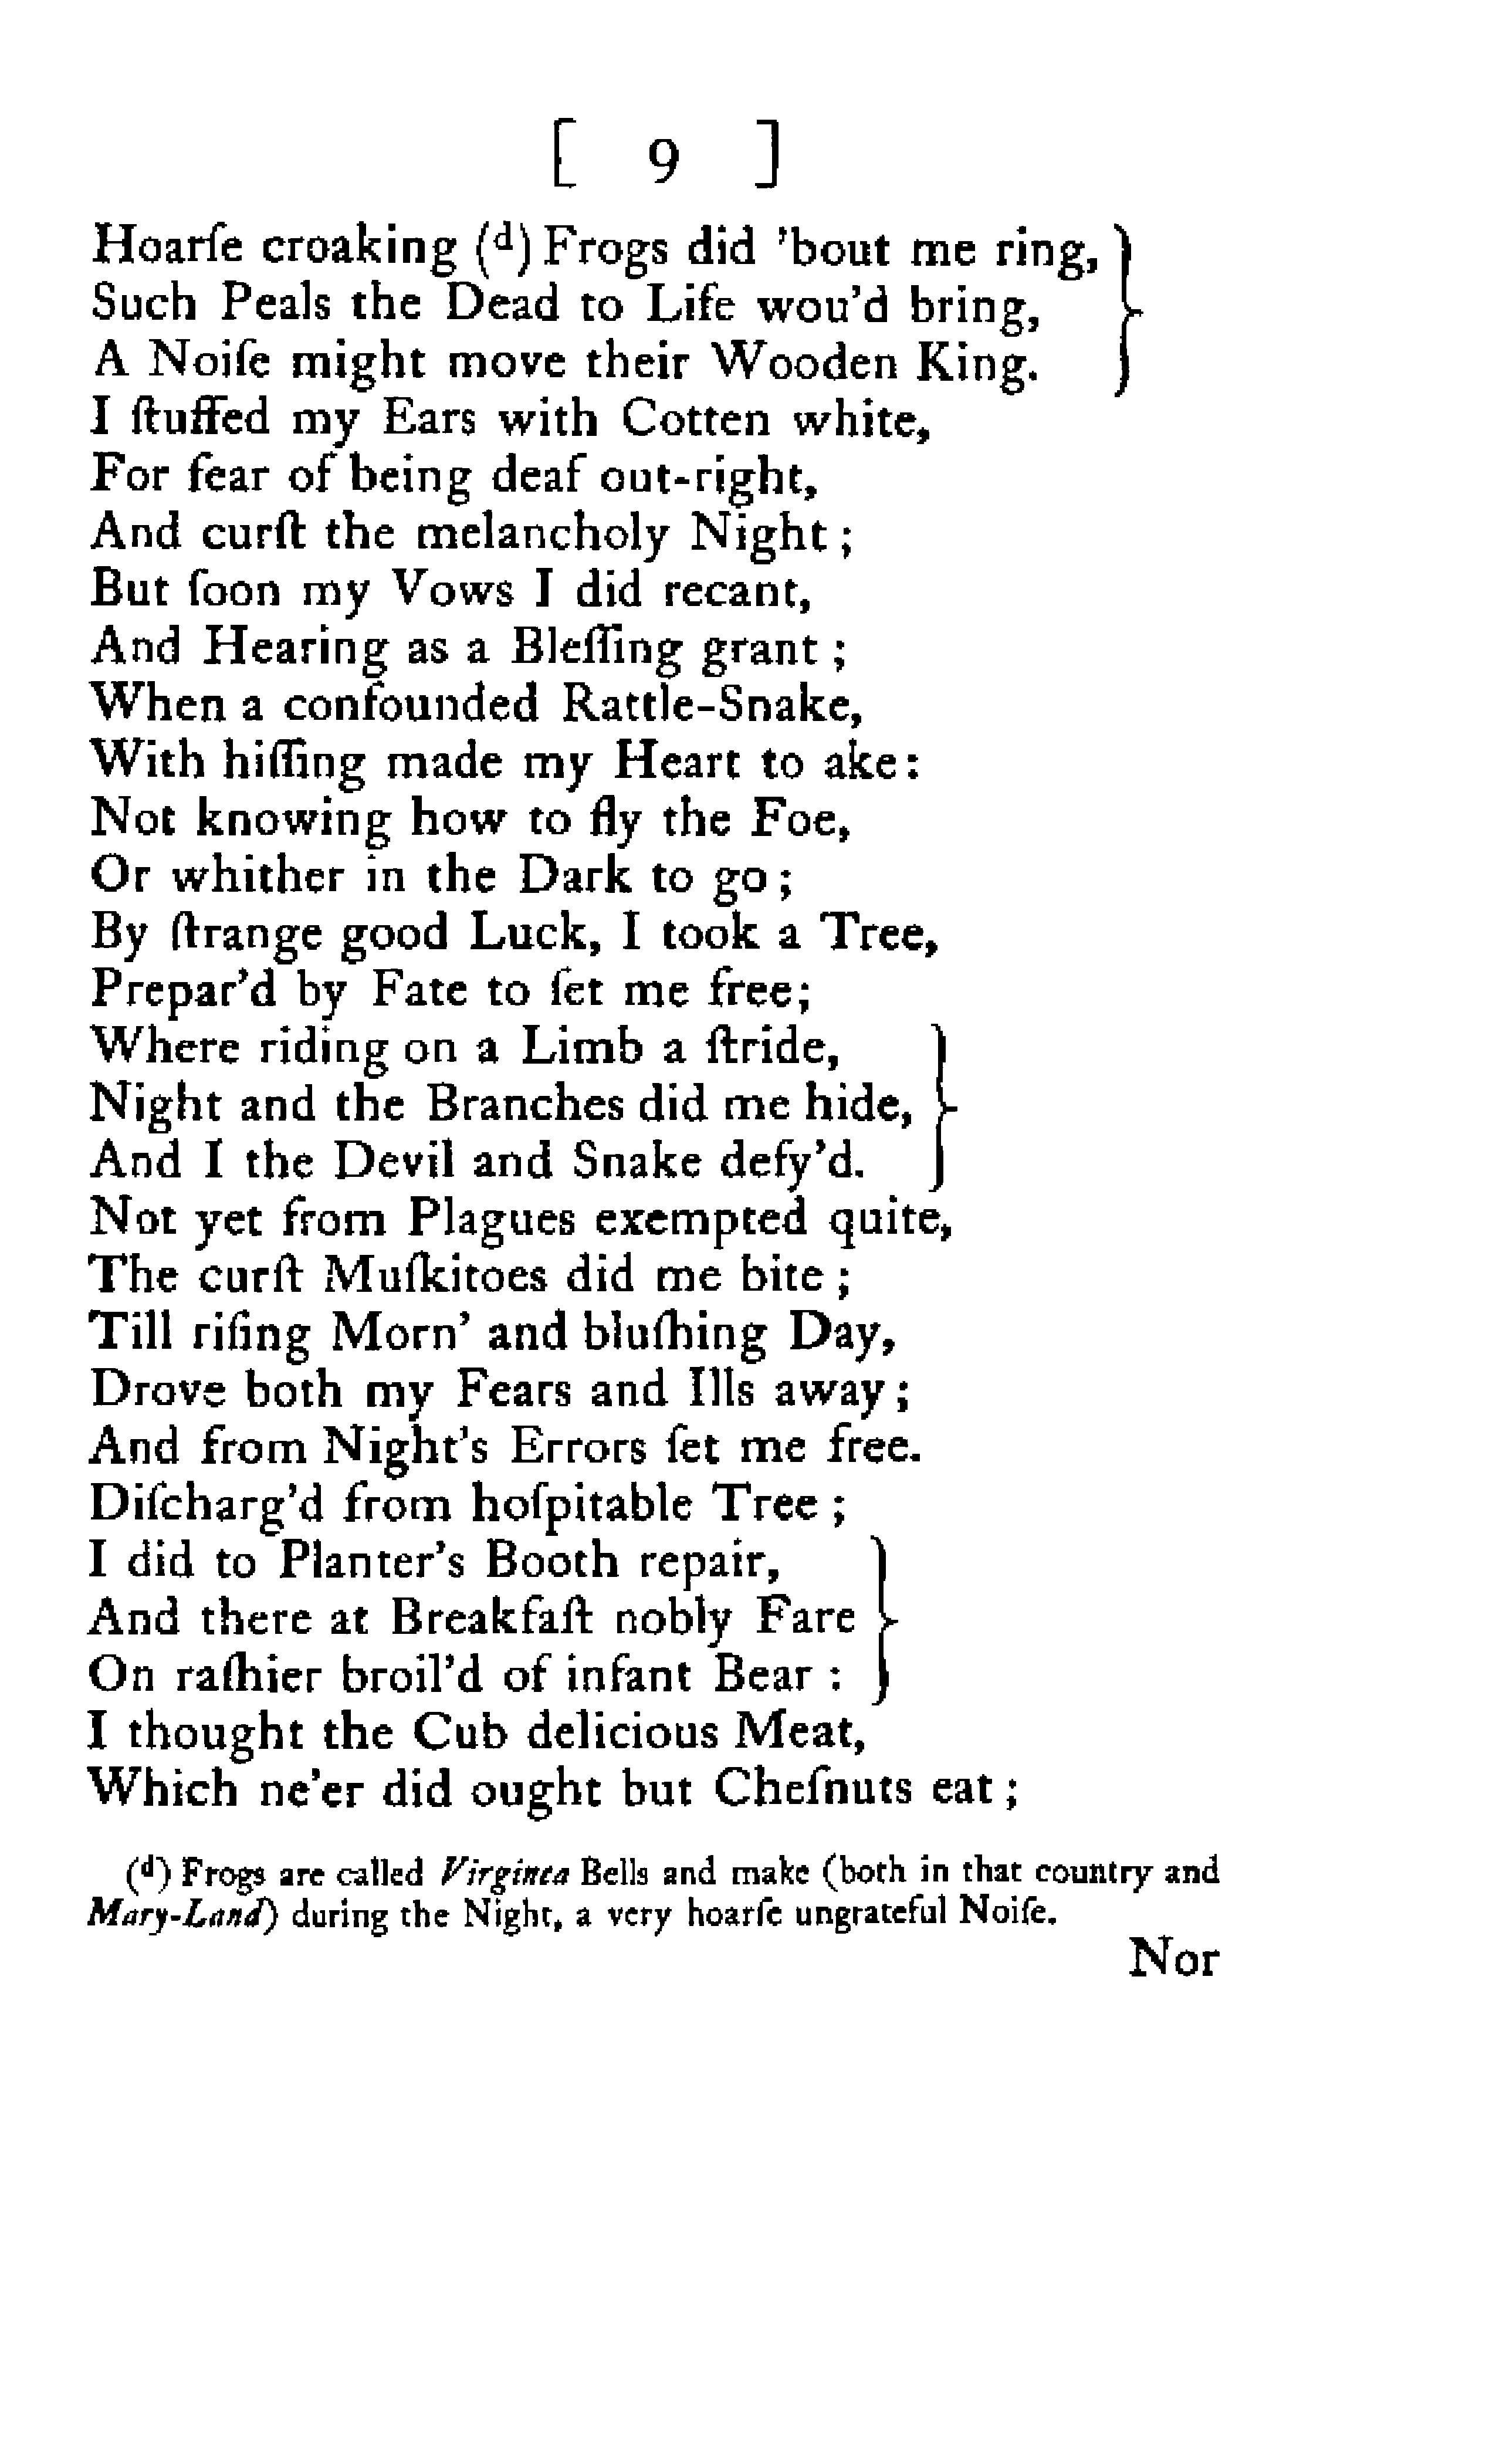 [ 9 ]
Hoarſe croaking (d) Frogs did 'bout me ring,
Such Peals the Dead to Life wou'd bring,
A Noiſe might move their Wooden King.
I ſtuffed my Ears with Cotten white,
For fear of being deaf out-right,
And curſt the melancholy Night;
But ſoon my Vows I did recant,
And Hearing as a Bleſſing grant;
When a confounded Rattle-Snake,
With hiſſing made my Heart to ake:
Not knowing how to fly the Foe,
Or whither in the Dark to go;
By ſtrange good Luck, I took a Tree,
Prepar'd by Fate to ſet me free;
Where riding on a Limb a ſtride,
Night and the Branches did me hide,
And I the Devil and Snake defy'd.
Not yet from Plagues exempted quite,
The curſt Muſkitoes did me bite;
Till riſing Morn' and bluſhing Day,
Drove both my Fears and Ills away;
And from Night's Errors ſet me free.
Diſcharg'd from hoſpitable Tree;
I did to Planter's Booth repair,
And there at Breakfaſt nobly Fare
On raſhier broil'd of infant Bear:
I thought the Cub delicious Meat,
Which ne'er did ought but Cheſnuts eat;
(d) Frogs are called Virginea Bells and make (both in that country and
Mary-Land) during the Night, a very hoarſe ungrateful Noiſe.
Nor